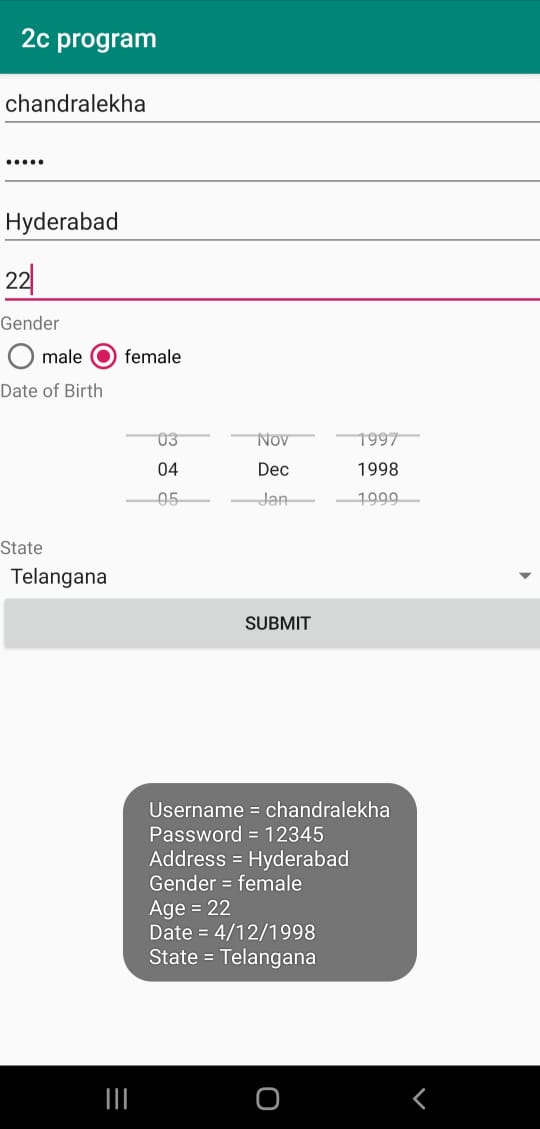 2c program
chandralekha
•••••
Hyderabad
22
Gender
male female
Date of Birth
03 Nov 1997
04 Dec 1998
05 Jan 1999
State
Telangana
SUBMIT
Username = chandralekha
Password = 12345
Address = Hyderabad
Gender = female
Age = 22
Date = 4/12/1998
State = Telangana